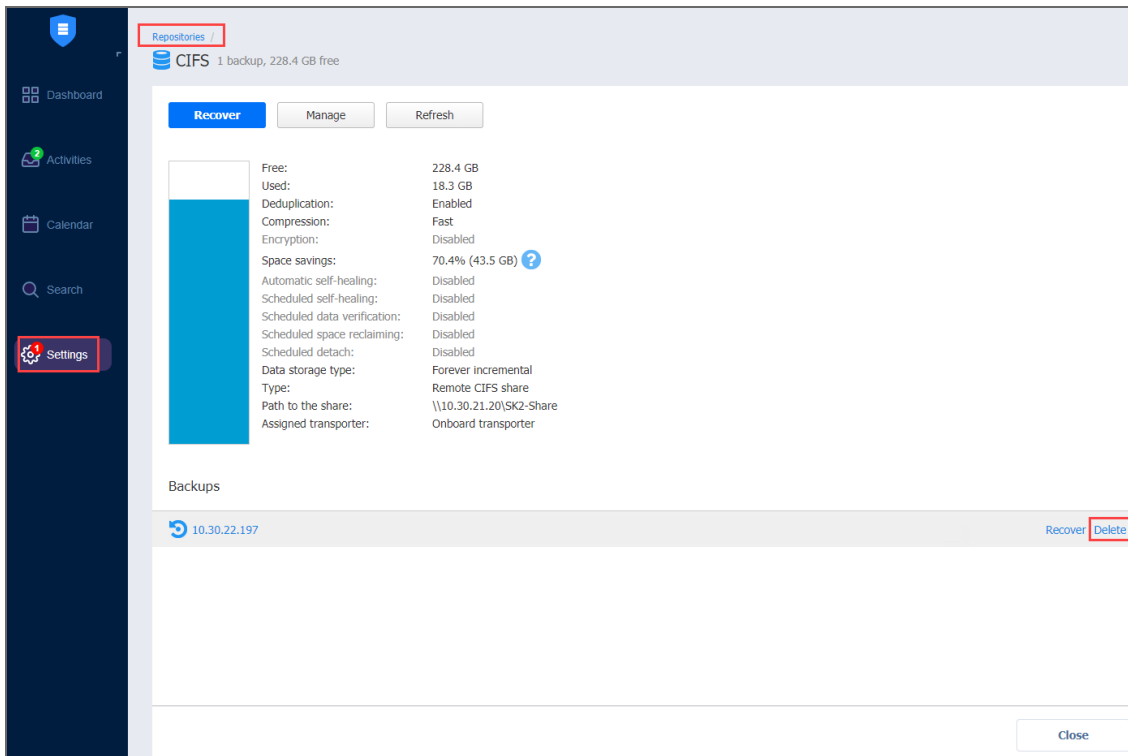 Repositories /
CIFS 1 backup, 228.4 GB free
Dashboard
2
Activities
Calendar
Search
1
Settings
Recover Manage Refresh
Free: 228.4 GB
Used: 18.3 GB
Deduplication: Enabled
Compression: Fast
Encryption: Disabled
Space savings: 70.4% (43.5 GB) ?
Automatic self-healing: Disabled
Scheduled self-healing: Disabled
Scheduled data verification: Disabled
Scheduled space reclaiming: Disabled
Scheduled detach: Disabled
Data storage type: Forever incremental
Type: Remote CIFS share
Path to the share: \\10.30.21.20\SK2-Share
Assigned transporter: Onboard transporter
Backups
10.30.22.197 Recover Delete
Close